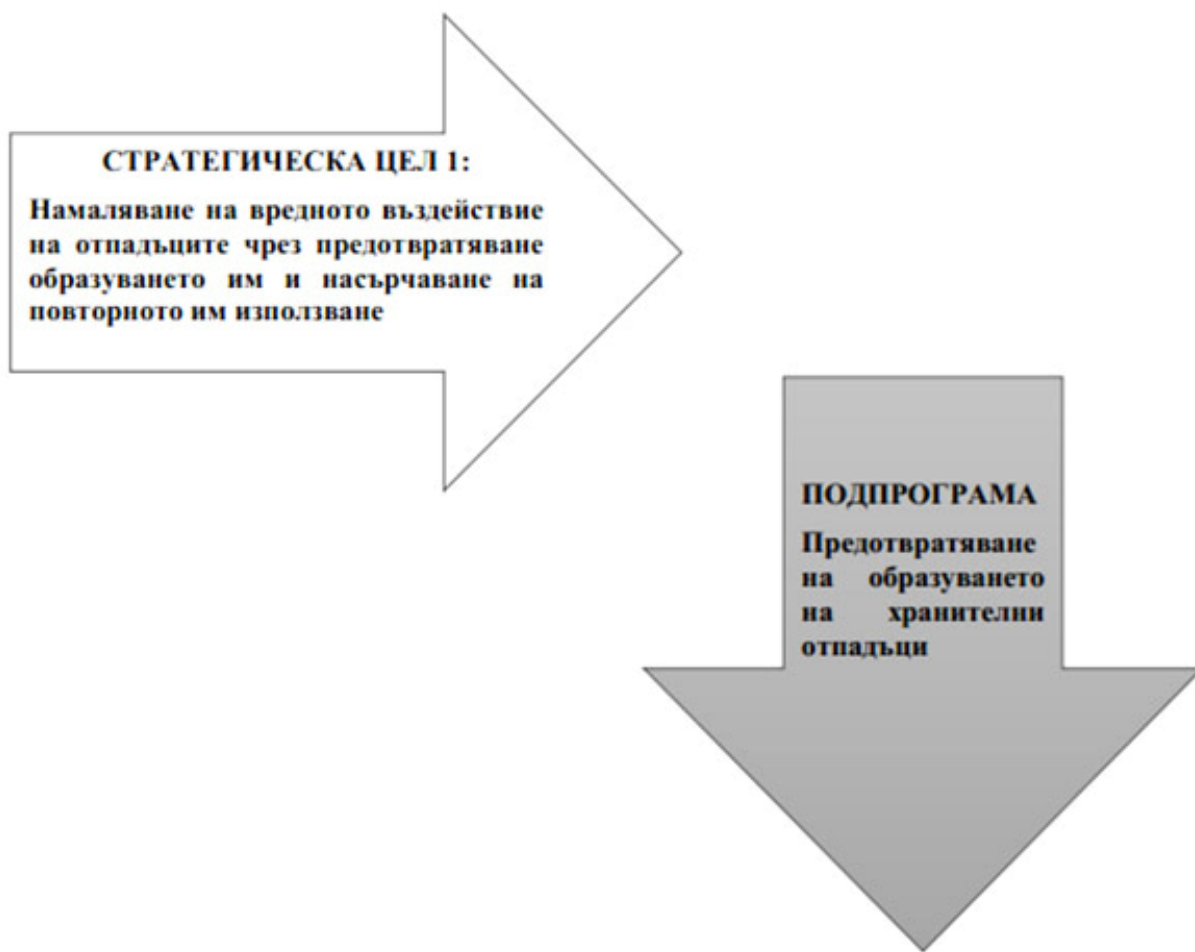 СТРАТЕГИЧЕСКА ЦЕЛ 1:
Намаляване на вредното въздействие
на отпадъците чрез предотвратяване
образуването им и насърчаване на
повторното им използване
ПОДПРОГРАМА
Предотвратяване
на образуването
на хранителни
отпадъци